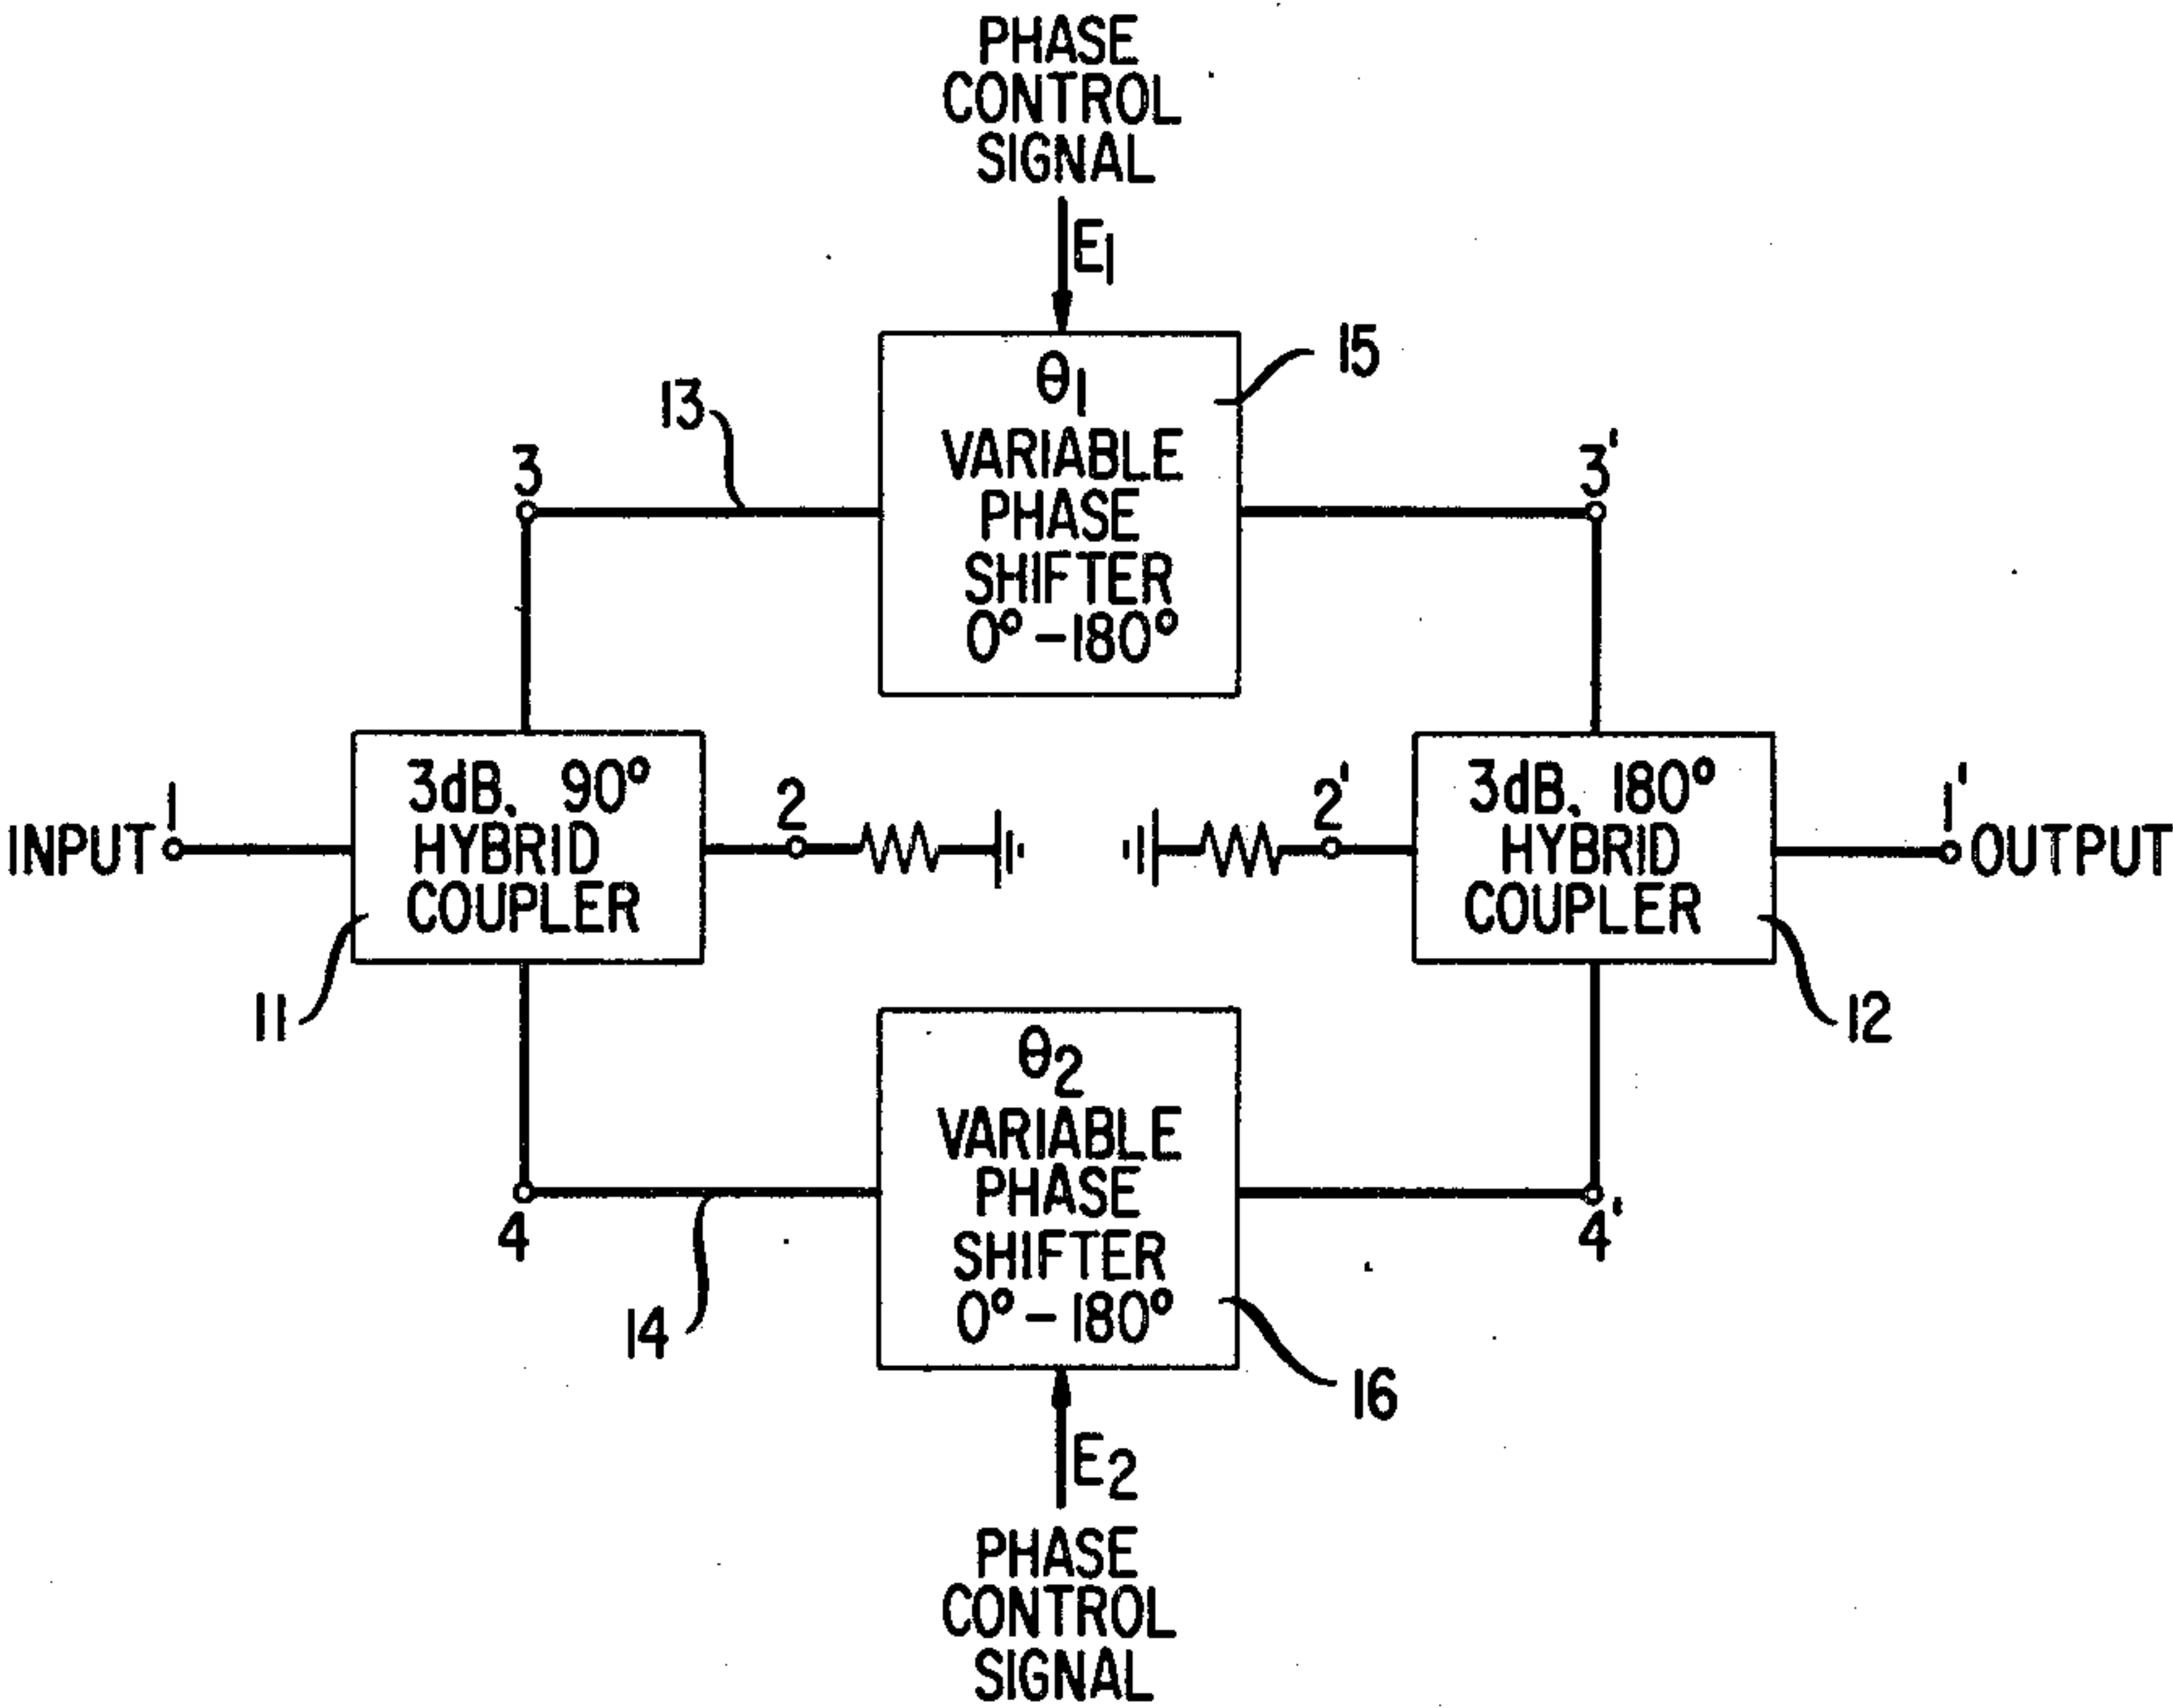 PHASE
CONTROL
SIGNAL
E1
θ1
VARIABLE
PHASE
SHIFTER
0°-180°
15
13
3
3'
INPUT 1
3dB, 90°
HYBRID
COUPLER
2
2'
3dB, 180°
HYBRID
COUPLER
1' OUTPUT
11
12
θ2
VARIABLE
PHASE
SHIFTER
0°-180°
4
4'
14
16
E2
PHASE
CONTROL
SIGNAL